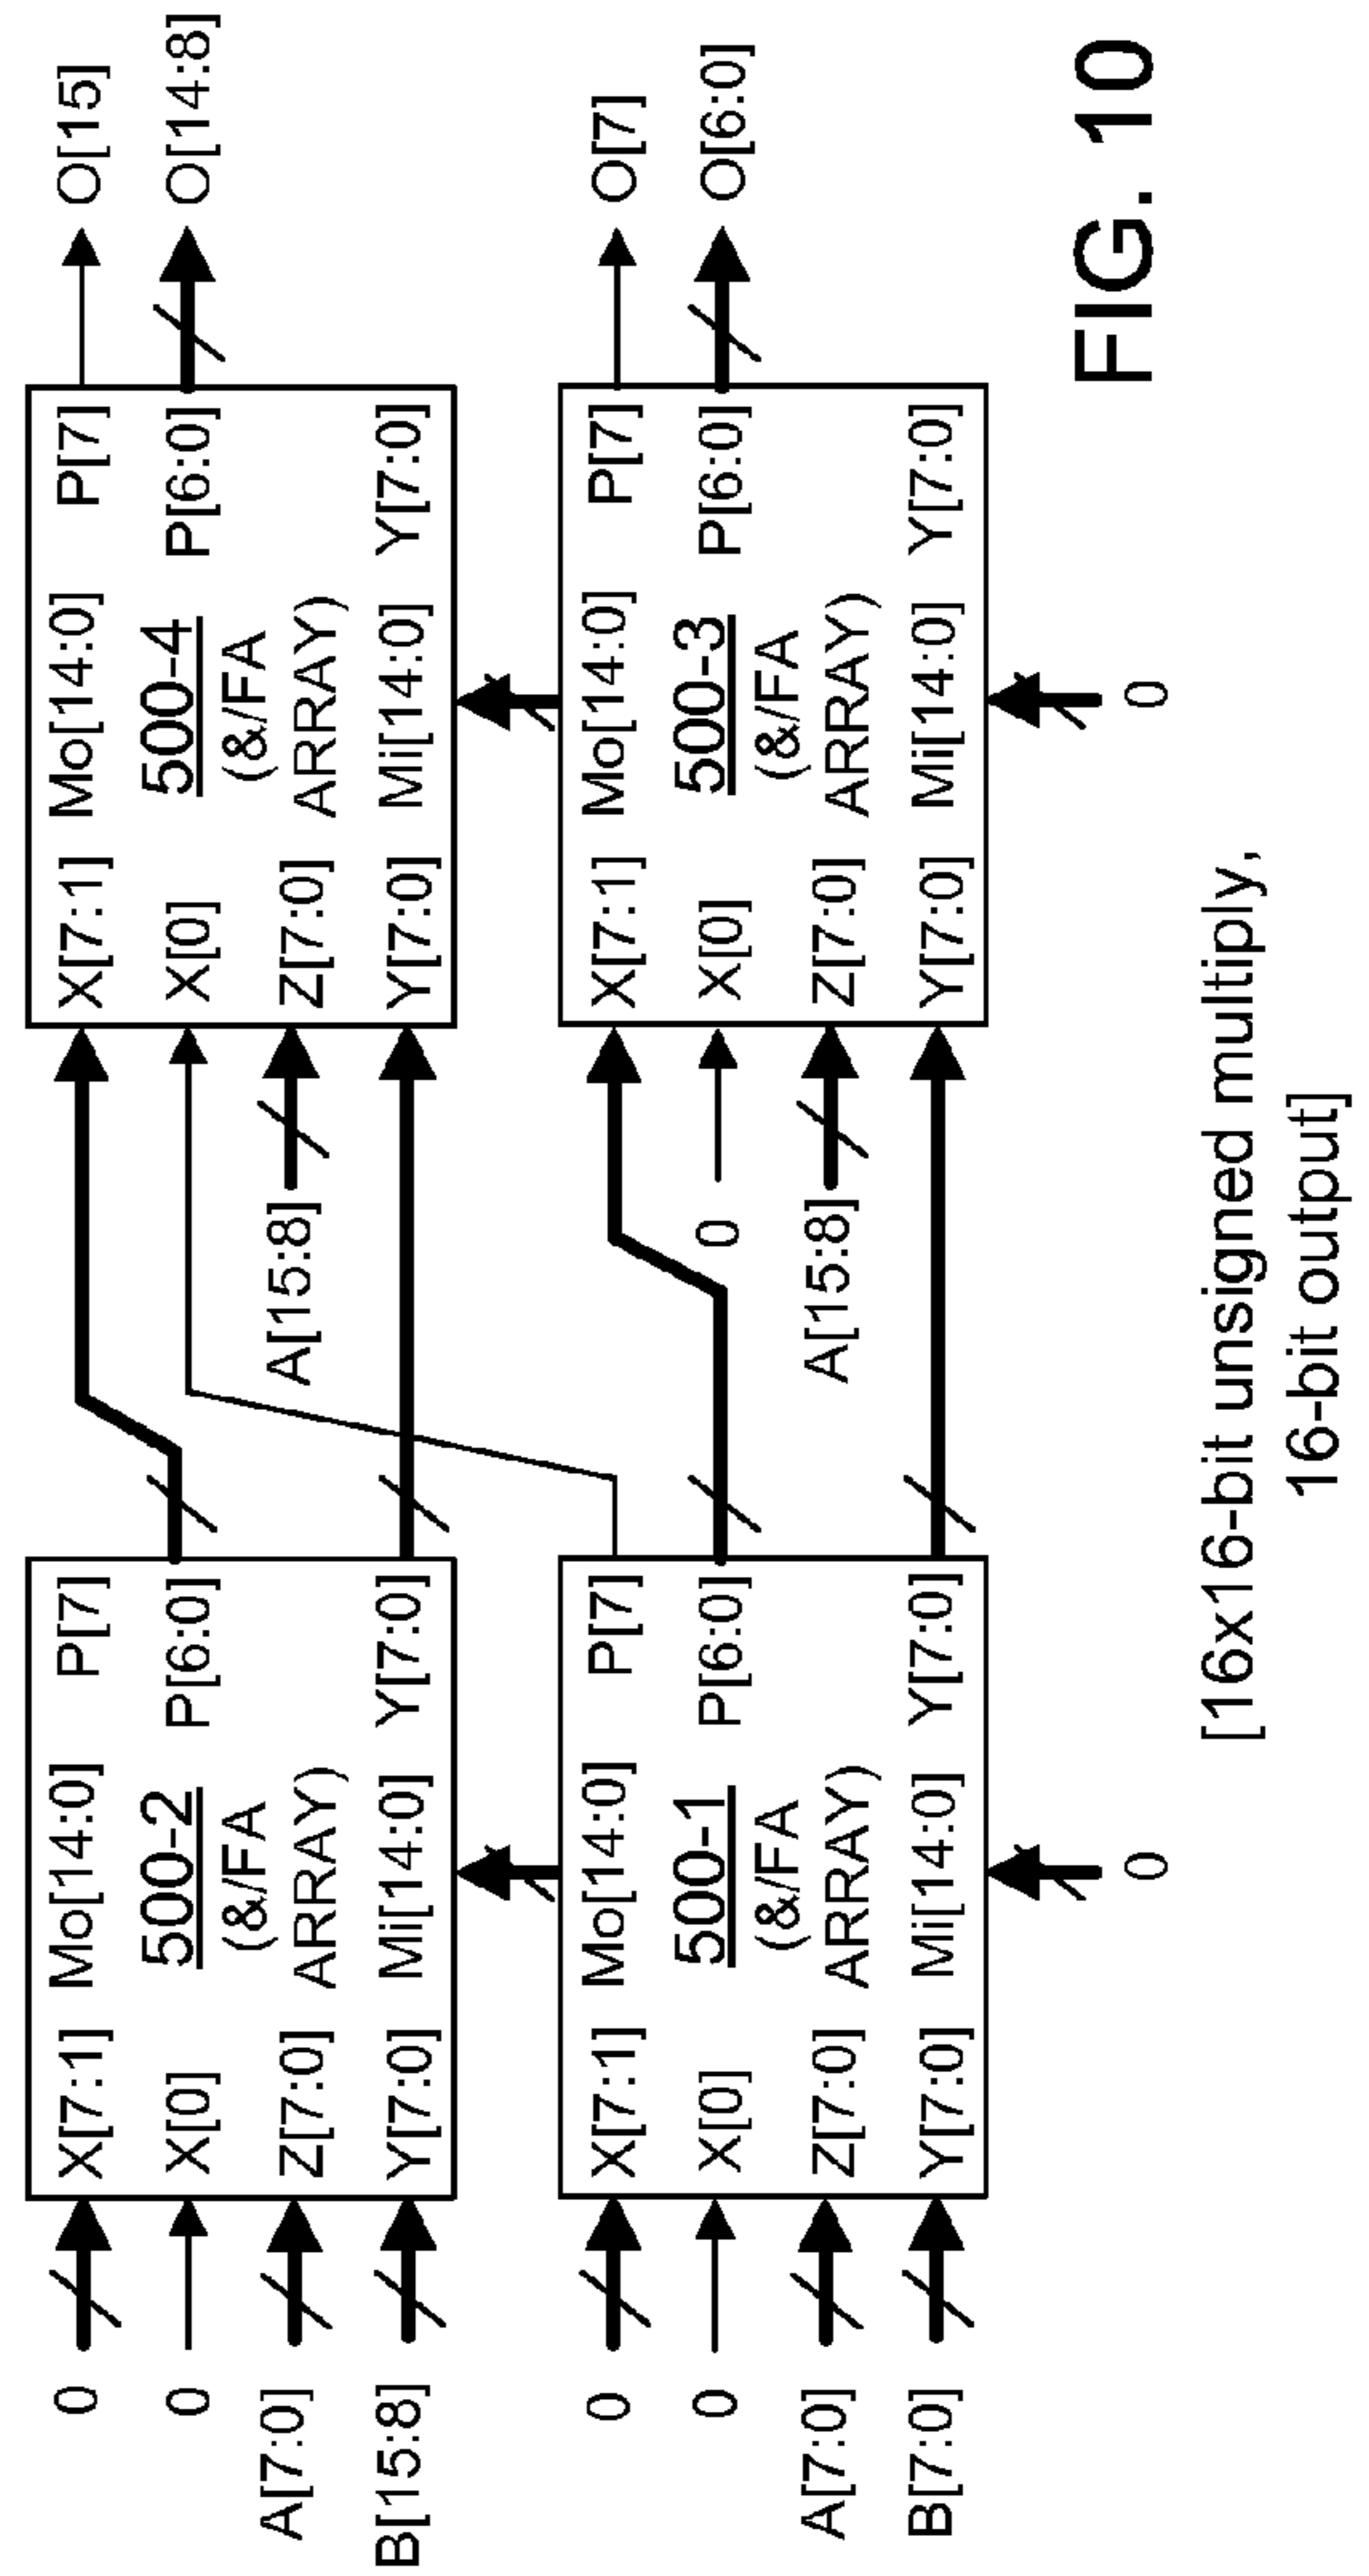 0
0
A[7:0]
B[15:8]
X[7:1]
X[0]
Z[7:0]
Y[7:0]
Mo[14:0]
500-2
(&/FA
ARRAY)
Mi[14:0]
P[7]
P[6:0]
Y[7:0]
A[15:8]
X[7:1]
X[0]
Z[7:0]
Y[7:0]
Mo[14:0]
500-4
(&/FA
ARRAY)
Mi[14:0]
P[7]
P[6:0]
Y[7:0]
O[15]
O[14:8]
0
0
A[7:0]
B[7:0]
X[7:1]
X[0]
Z[7:0]
Y[7:0]
Mo[14:0]
500-1
(&/FA
ARRAY)
Mi[14:0]
P[7]
P[6:0]
Y[7:0]
0
0
A[15:8]
X[7:1]
X[0]
Z[7:0]
Y[7:0]
Mo[14:0]
500-3
(&/FA
ARRAY)
Mi[14:0]
P[7]
P[6:0]
Y[7:0]
0
O[7]
O[6:0]
[16x16-bit unsigned multiply,
16-bit output]
FIG. 10